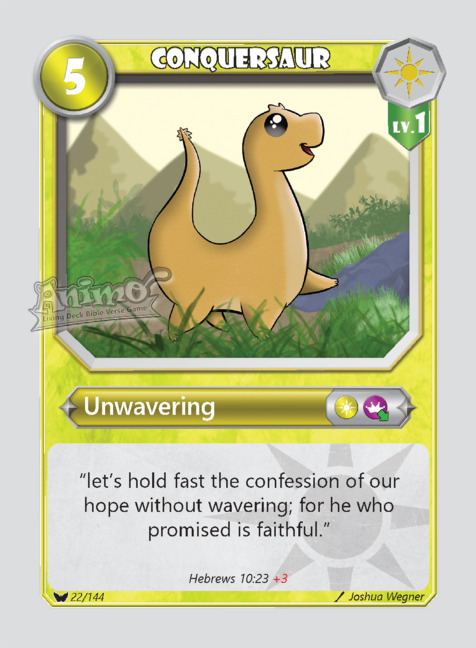 CONQUERSAUR
5
LV.1
Animos
Living Deck Bible Verse Game
Unwavering
“let’s hold fast the confession of our
hope without wavering; for he who
promised is faithful.”
Hebrews 10:23 +3
22/144
Joshua Wegner